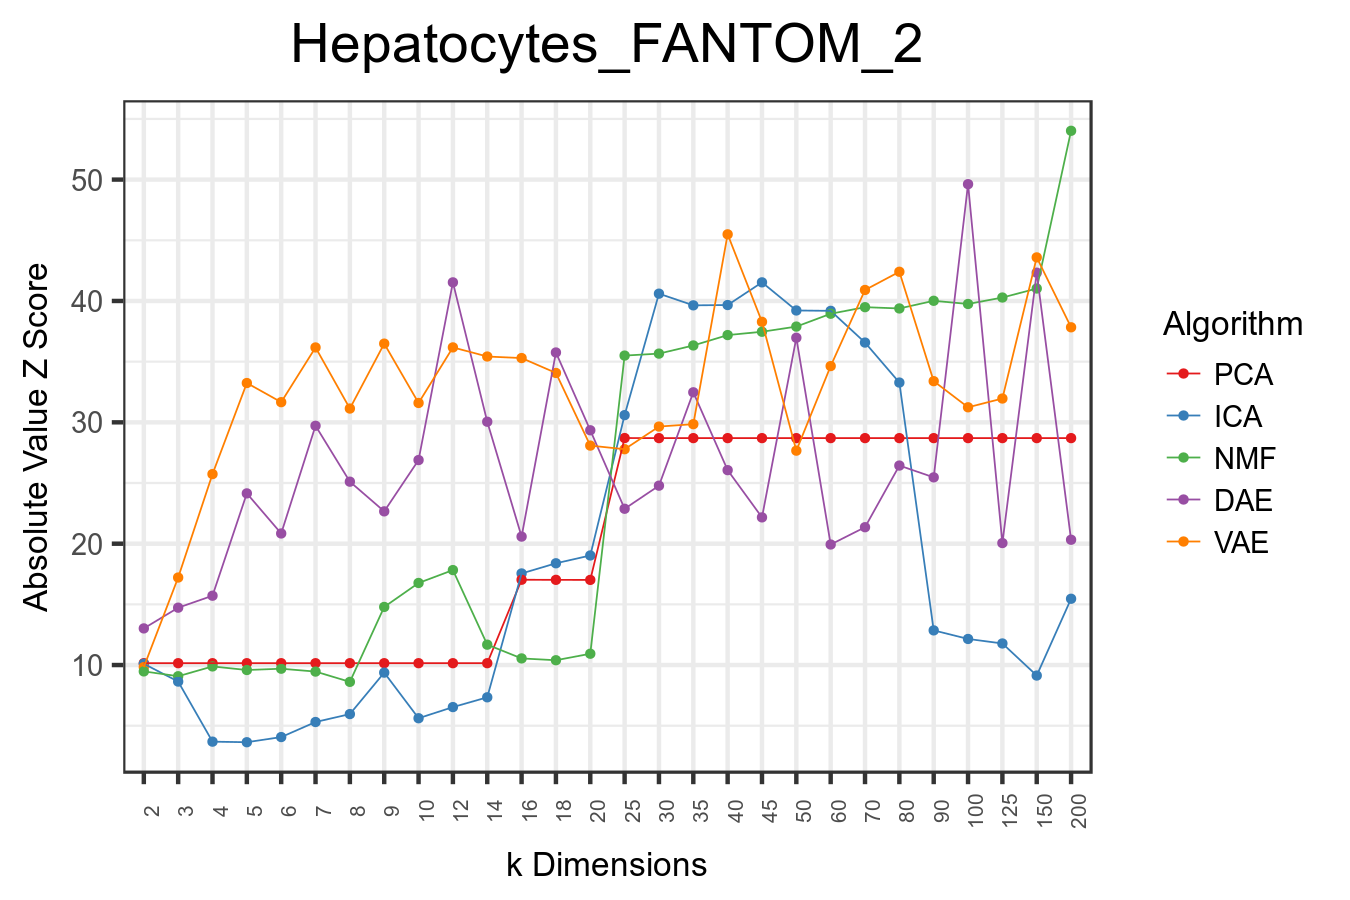 Hepatocytes_FANTOM_2
Absolute Value Z Score
50
40
30
20
10
2 3 4 5 6 7 8 9 10 12 14 16 18 20 25 30 35 40 45 50 60 70 80 90 100 125 150 200
k Dimensions
Algorithm
PCA
ICA
NMF
DAE
VAE